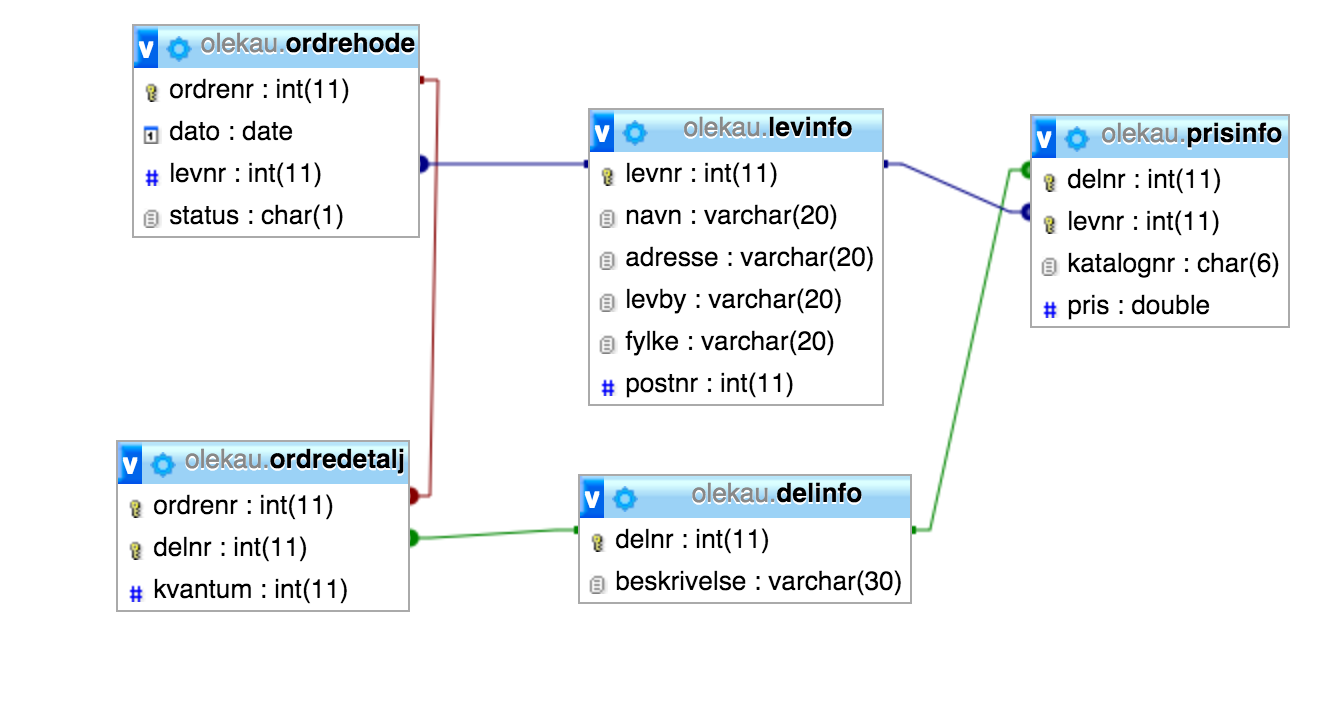 olekau.ordrehode
ordrenr : int(11)
dato : date
levnr : int(11)
status : char(1)
olekau.levinfo
levnr : int(11)
navn : varchar(20)
adresse : varchar(20)
levby : varchar(20)
fylke : varchar(20)
postnr : int(11)
olekau.prisinfo
delnr : int(11)
levnr : int(11)
katalognr : char(6)
pris : double
olekau.ordredetalj
ordrenr : int(11)
delnr : int(11)
kvantum : int(11)
olekau.delinfo
delnr : int(11)
beskrivelse : varchar(30)